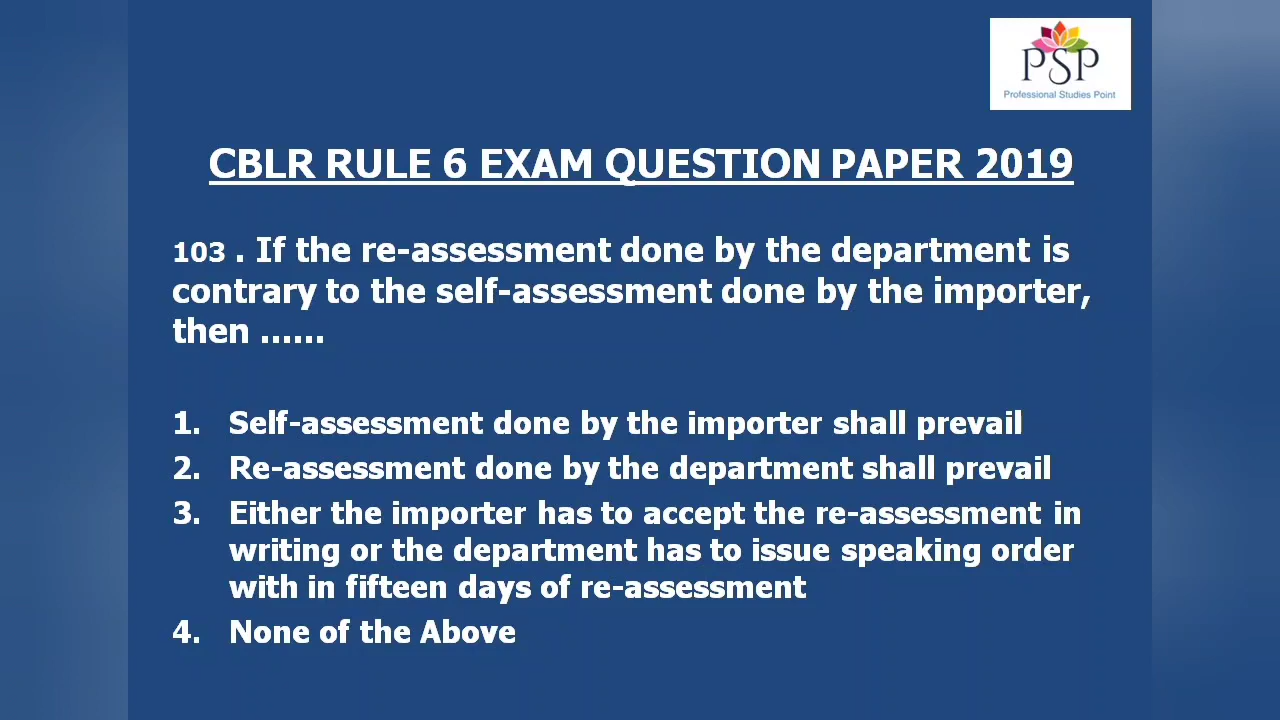 PSP
Professional Studies Point
CBLR RULE 6 EXAM QUESTION PAPER 2019
103 . If the re-assessment done by the department is
contrary to the self-assessment done by the importer,
then ......
1. Self-assessment done by the importer shall prevail
2. Re-assessment done by the department shall prevail
3. Either the importer has to accept the re-assessment in
writing or the department has to issue speaking order
with in fifteen days of re-assessment
4. None of the Above